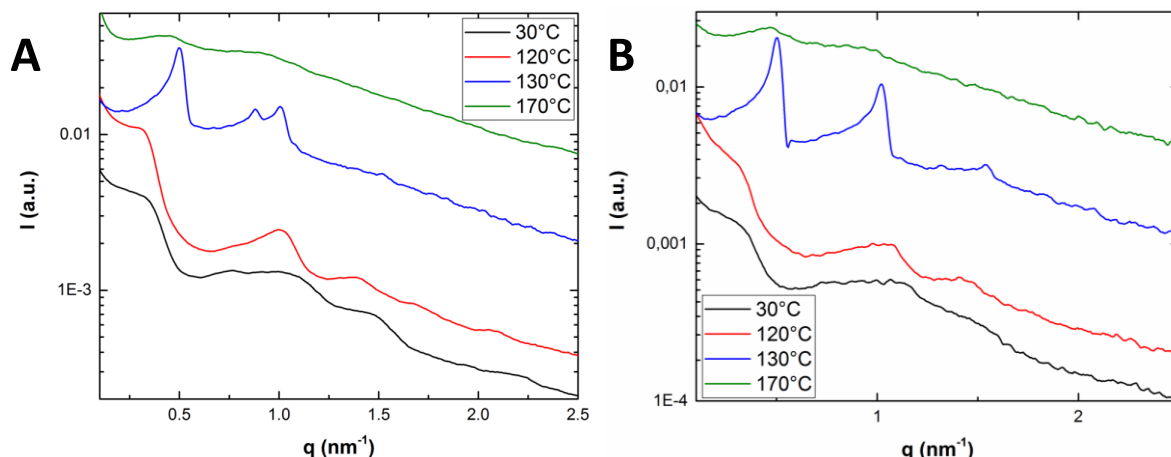 A
I (a.u.)
0.01
1E-3
0.5
1.0
1.5
2.0
2.5
q (nm⁻¹)
30°C
120°C
130°C
170°C
B
I (a.u.)
0,01
0,001
1E-4
1
2
q (nm⁻¹)
30°C
120°C
130°C
170°C